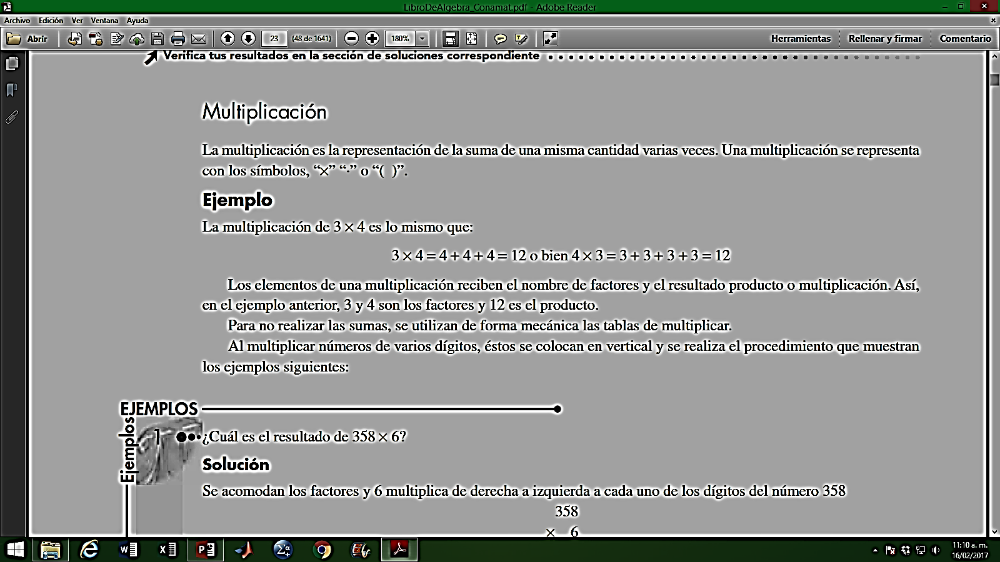 LibroDeAlgebra_Conamat.pdf - Adobe Reader
Archivo Edición Ver Ventana Ayuda
Abrir 23 (48 de 1641) 180% Herramientas Rellenar y firmar Comentario
Verifica tus resultados en la sección de soluciones correspondiente
Multiplicación
La multiplicación es la representación de la suma de una misma cantidad varias veces. Una multiplicación se representa
con los símbolos, “×” “·” o “( )”.
Ejemplo
La multiplicación de 3 × 4 es lo mismo que:
3 × 4 = 4 + 4 + 4 = 12 o bien 4 × 3 = 3 + 3 + 3 + 3 = 12
Los elementos de una multiplicación reciben el nombre de factores y el resultado producto o multiplicación. Así,
en el ejemplo anterior, 3 y 4 son los factores y 12 es el producto.
Para no realizar las sumas, se utilizan de forma mecánica las tablas de multiplicar.
Al multiplicar números de varios dígitos, éstos se colocan en vertical y se realiza el procedimiento que muestran
los ejemplos siguientes:
EJEMPLOS
Ejemplos
1 ¿Cuál es el resultado de 358 × 6?
Solución
Se acomodan los factores y 6 multiplica de derecha a izquierda a cada uno de los dígitos del número 358
358
× 6
11:10 a. m.
16/02/2017